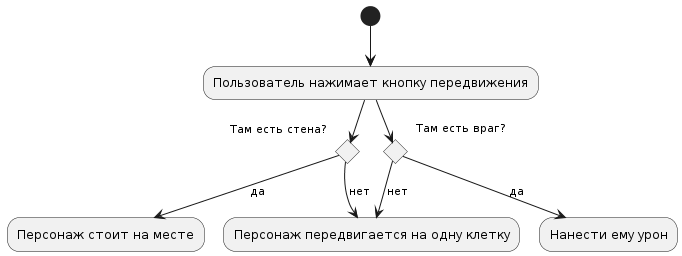 Пользователь нажимает кнопку передвижения
Там есть стена?
Там есть враг?
да
нет
нет
да
Персонаж стоит на месте
Персонаж передвигается на одну клетку
Нанести ему урон